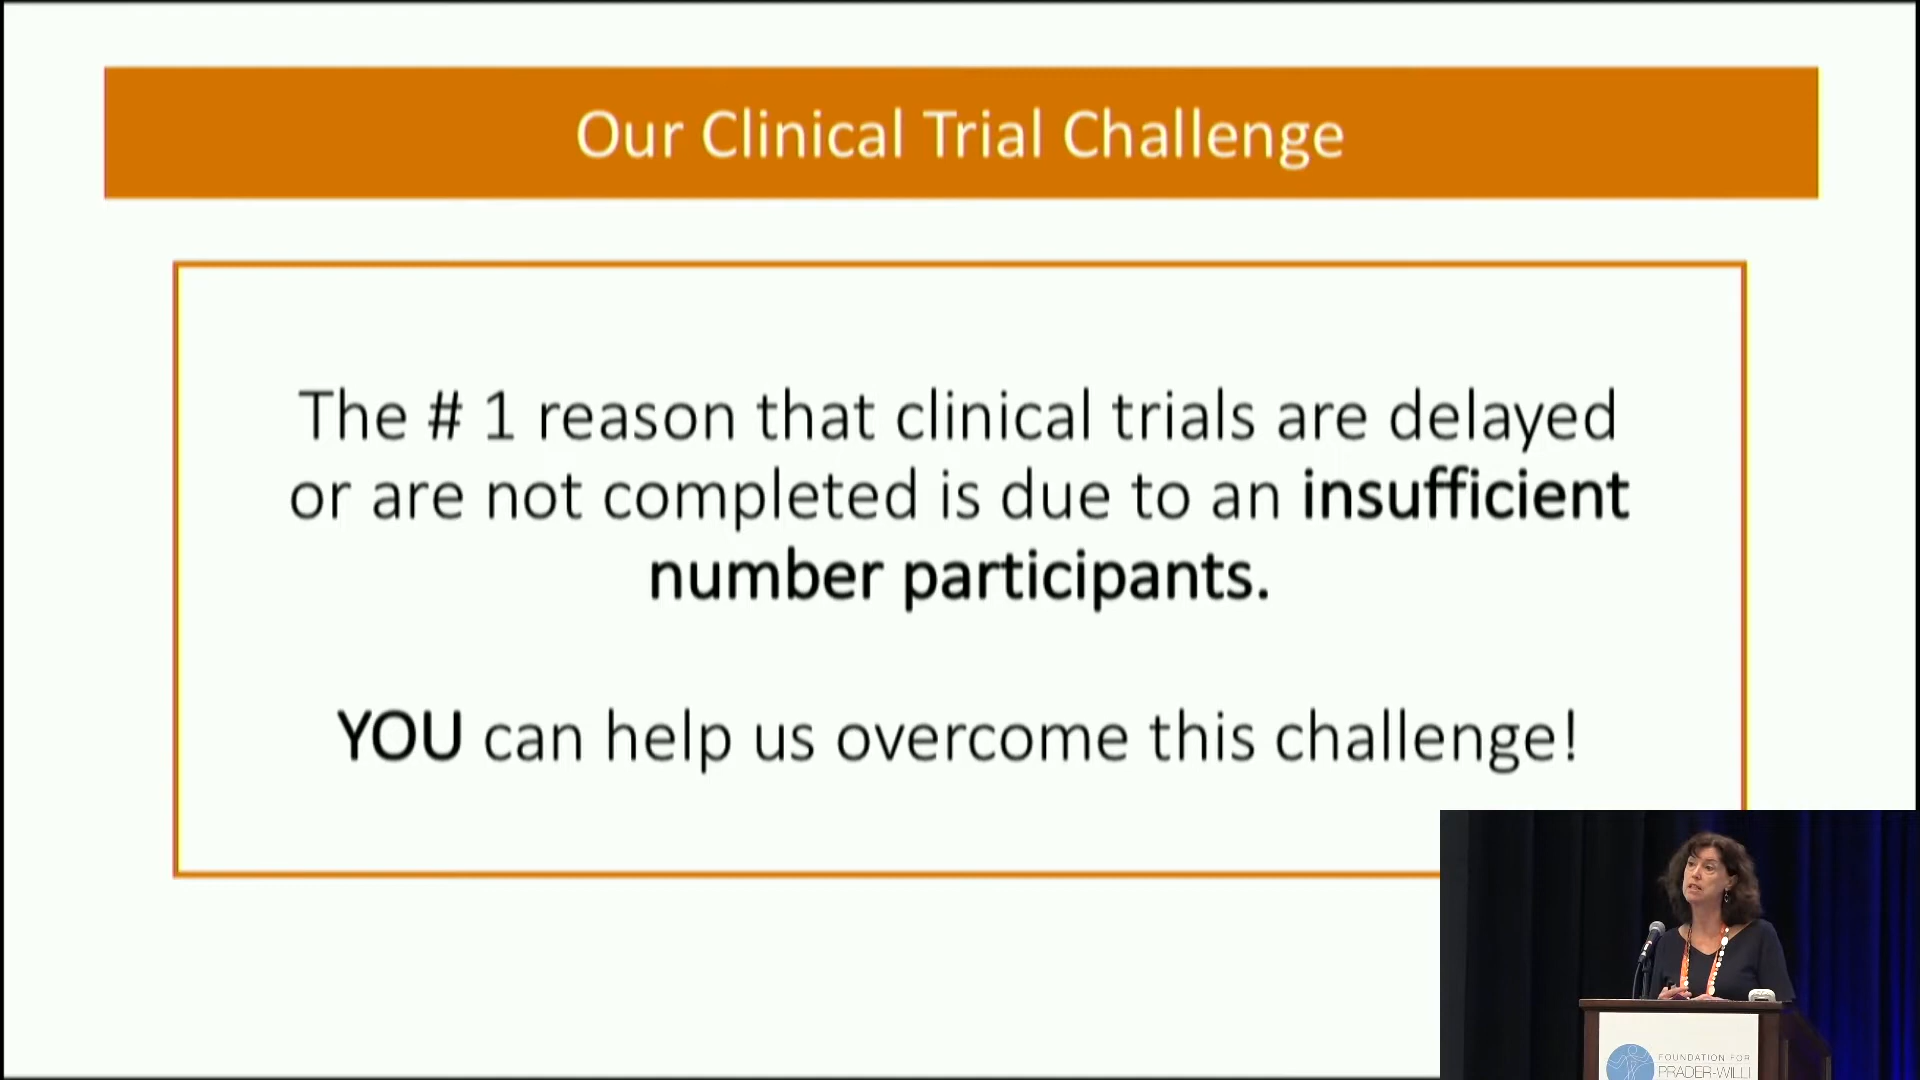 Our Clinical Trial Challenge
The # 1 reason that clinical trials are delayed
or are not completed is due to an insufficient
number participants.
YOU can help us overcome this challenge!
FOUNDATION FOR
PRADER-WILLI